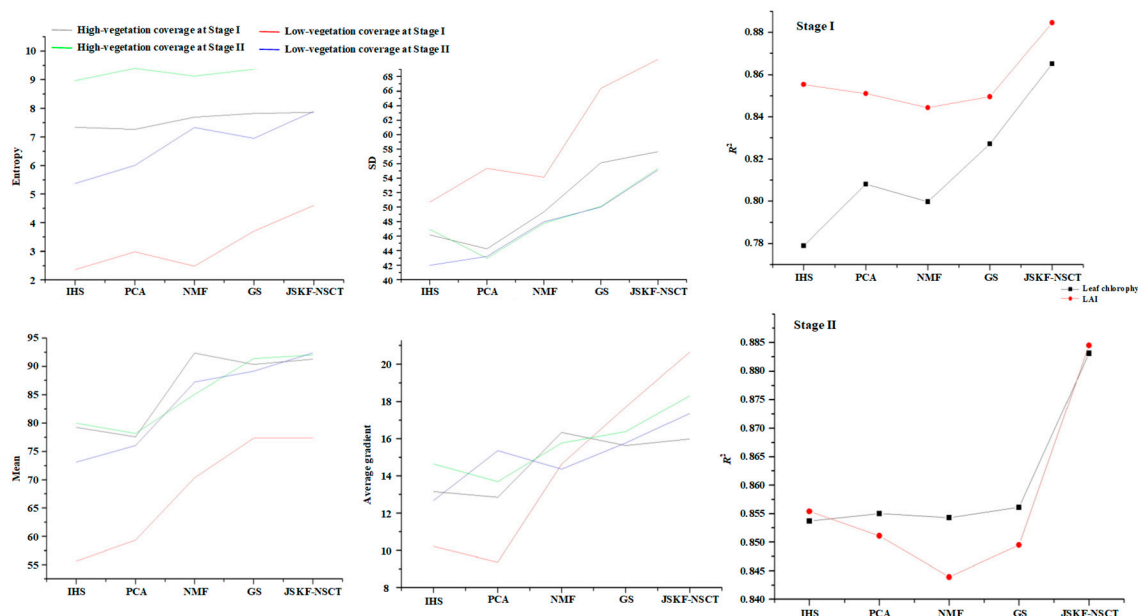 High-vegetation coverage at Stage I
Low-vegetation coverage at Stage I
High-vegetation coverage at Stage II
Low-vegetation coverage at Stage II
10
9
8
7
6
5
4
3
2
Entropy
IHS
PCA
NMF
GS
JSKF-NSCT
68
66
64
62
60
58
56
54
52
50
48
46
44
42
40
SD
IHS
PCA
NMF
GS
JSKF-NSCT
Stage I
0.88
0.86
0.84
0.82
0.80
0.78
R²
IHS
PCA
NMF
GS
JSKF-NSCT
Leaf chlorophy
LAI
95
90
85
80
75
70
65
60
55
Mean
IHS
PCA
NMF
GS
JSKF-NSCT
20
18
16
14
12
10
8
Average gradient
IHS
PCA
NMF
GS
JSKF-NSCT
Stage II
0.885
0.880
0.875
0.870
0.865
0.860
0.855
0.850
0.845
0.840
R²
IHS
PCA
NMF
GS
JSKF-NSCT